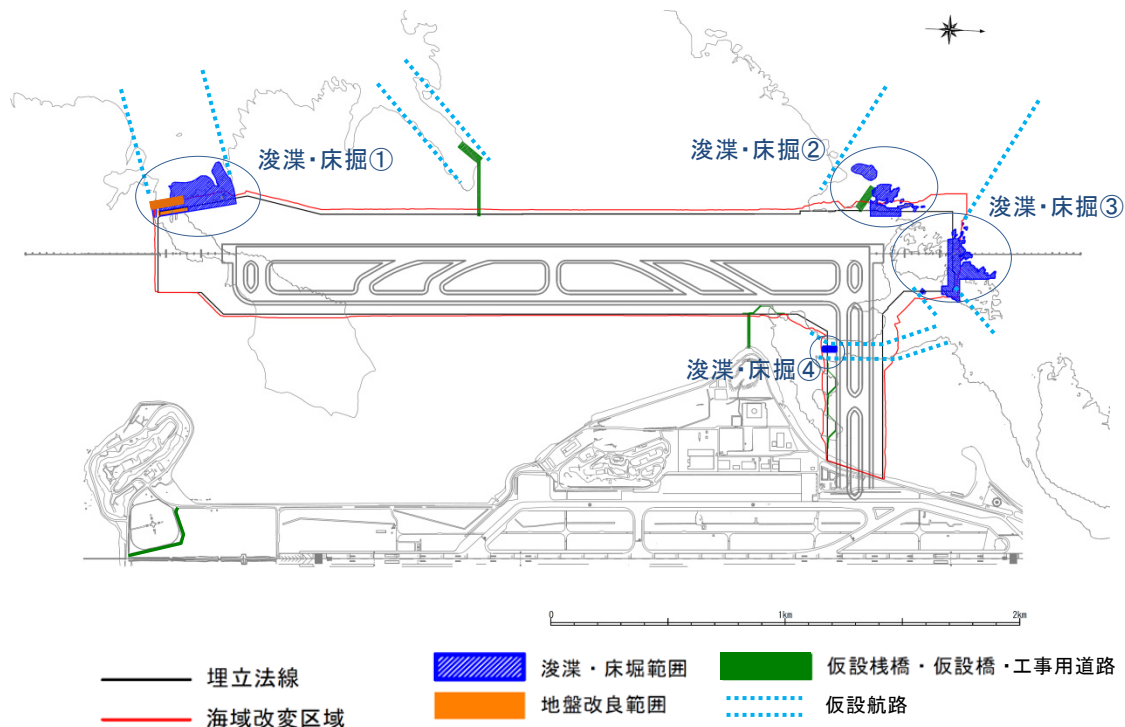 浚渫・床掘①
浚渫・床掘②
浚渫・床掘③
浚渫・床掘④
0 1km 2km
埋立法線
海域改変区域
浚渫・床堀範囲
地盤改良範囲
仮設桟橋・仮設橋・工事用道路
仮設航路